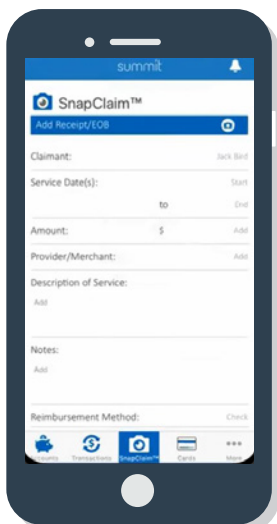 summit
SnapClaim™
Add Receipt/EOB
Claimant: Jack Bird
Service Date(s): Start
to End
Amount: $ Add
Provider/Merchant: Add
Description of Service:
Add
Notes:
Add
Reimbursement Method: Check
Accounts Transactions SnapClaim™ Cards More